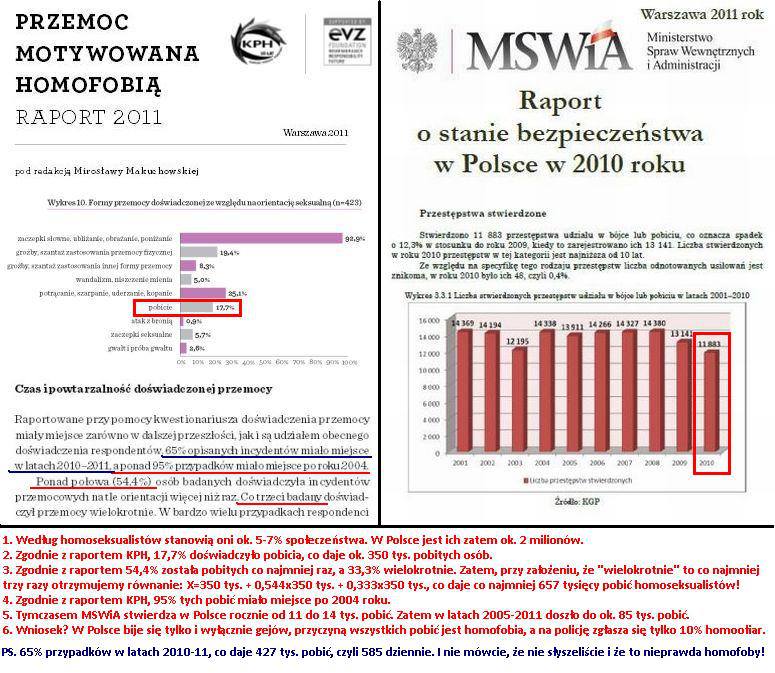 PRZEMOC
MOTYWOWANA
HOMOFOBIĄ
RAPORT 2011
KPH
SUPPORTED BY
evz
FOUNDATION
REMEMBRANCE
RESPONSIBILITY
FUTURE
Warszawa 2011
pod redakcją Mirosławy Makuchowskiej
Wykres 10. Formy przemocy doświadczonej ze względu na orientację seksualną (n=423)
zaczepki słowne, ubliżanie, obrażanie, poniżanie 92,9%
groźby, szantaż zastosowania przemocy fizycznej 19,4%
groźby, szantaż zastosowania innej formy przemocy 8,3%
wandalizm, niszczenie mienia 5,0%
potrącanie, szarpanie, uderzanie, kopanie 25,1%
pobicie 17,7%
atak z bronią 0,9%
zaczepki seksualne 5,7%
gwałt i próba gwałtu 2,6%
0% 10% 20% 30% 40% 50% 60% 70% 80% 90% 100%
Czas i powtarzalność doświadczonej przemocy
Raportowane przy pomocy kwestionariusza doświadczenia przemocy
miały miejsce zarówno w dalszej przeszłości, jak i są udziałem obecnego
doświadczenia respondentów. 65% opisanych incydentów miało miejsce
w latach 2010–2011, a ponad 95% przypadków miało miejsce po roku 2004.
Ponad połowa (54,4%) osób badanych doświadczyła incydentów
przemocowych na tle orientacji więcej niż raz. Co trzeci badany doświad-
czył przemocy wielokrotnie. W bardzo wielu przypadkach respondenci
Warszawa 2011 rok
MSWiA
Ministerstwo
Spraw Wewnętrznych
i Administracji
Raport
o stanie bezpieczeństwa
w Polsce w 2010 roku
Przestępstwa stwierdzone
Stwierdzono 11 883 przestępstwa udziału w bójce lub pobiciu, co oznacza spadek
o 12,3% w stosunku do roku 2009, kiedy to zarejestrowano ich 13 141. Liczba stwierdzonych
w roku 2010 przestępstw w tej kategorii jest najniższa od 10 lat.
Ze względu na specyfikę tego rodzaju przestępstw liczba odnotowanych usiłowań jest
znikoma, w roku 2010 było ich 48, czyli 0,4%.
Wykres 3.3.1 Liczba stwierdzonych przestępstw udziału w bójce lub pobiciu w latach 2001–2010
16 000
14 000
12 000
10 000
8 000
6 000
4 000
2 000
0
14 369 14 194 12 195 14 338 13 911 14 266 14 327 14 380 13 141 11 883
2001 2002 2003 2004 2005 2006 2007 2008 2009 2010
Liczba przestępstw stwierdzonych
Źródło: KGP
1. Według homoseksualistów stanowią oni ok. 5-7% społeczeństwa. W Polsce jest ich zatem ok. 2 milionów.
2. Zgodnie z raportem KPH, 17,7% doświadczyło pobicia, co daje ok. 350 tys. pobitych osób.
3. Zgodnie z raportem 54,4% została pobitych co najmniej raz, a 33,3% wielokrotnie. Zatem, przy założeniu, że "wielokrotnie" to co najmniej
trzy razy otrzymujemy równanie: X=350 tys. + 0,544x350 tys. + 0,333x350 tys., co daje co najmniej 657 tysięcy pobić homoseksualistów!
4. Zgodnie z raportem KPH, 95% tych pobić miało miejsce po 2004 roku.
5. Tymczasem MSWiA stwierdza w Polsce rocznie od 11 do 14 tys. pobić. Zatem w latach 2005-2011 doszło do ok. 85 tys. pobić.
6. Wniosek? W Polsce bije się tylko i wyłącznie gejów, przyczyną wszystkich pobić jest homofobia, a na policję zgłasza się tylko 10% homooliar.
PS. 65% przypadków w latach 2010-11, co daje 427 tys. pobić, czyli 585 dziennie. I nie mówcie, że nie słyszeliście i że to nieprawda homofoby!